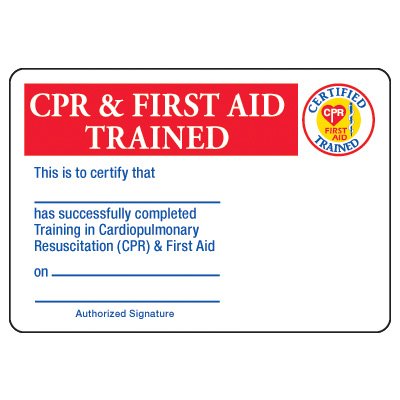 CPR & FIRST AID
TRAINED
CERTIFIED
CPR
FIRST
AID
TRAINED
This is to certify that
has successfully completed
Training in Cardiopulmonary
Resuscitation (CPR) & First Aid
on
Authorized Signature